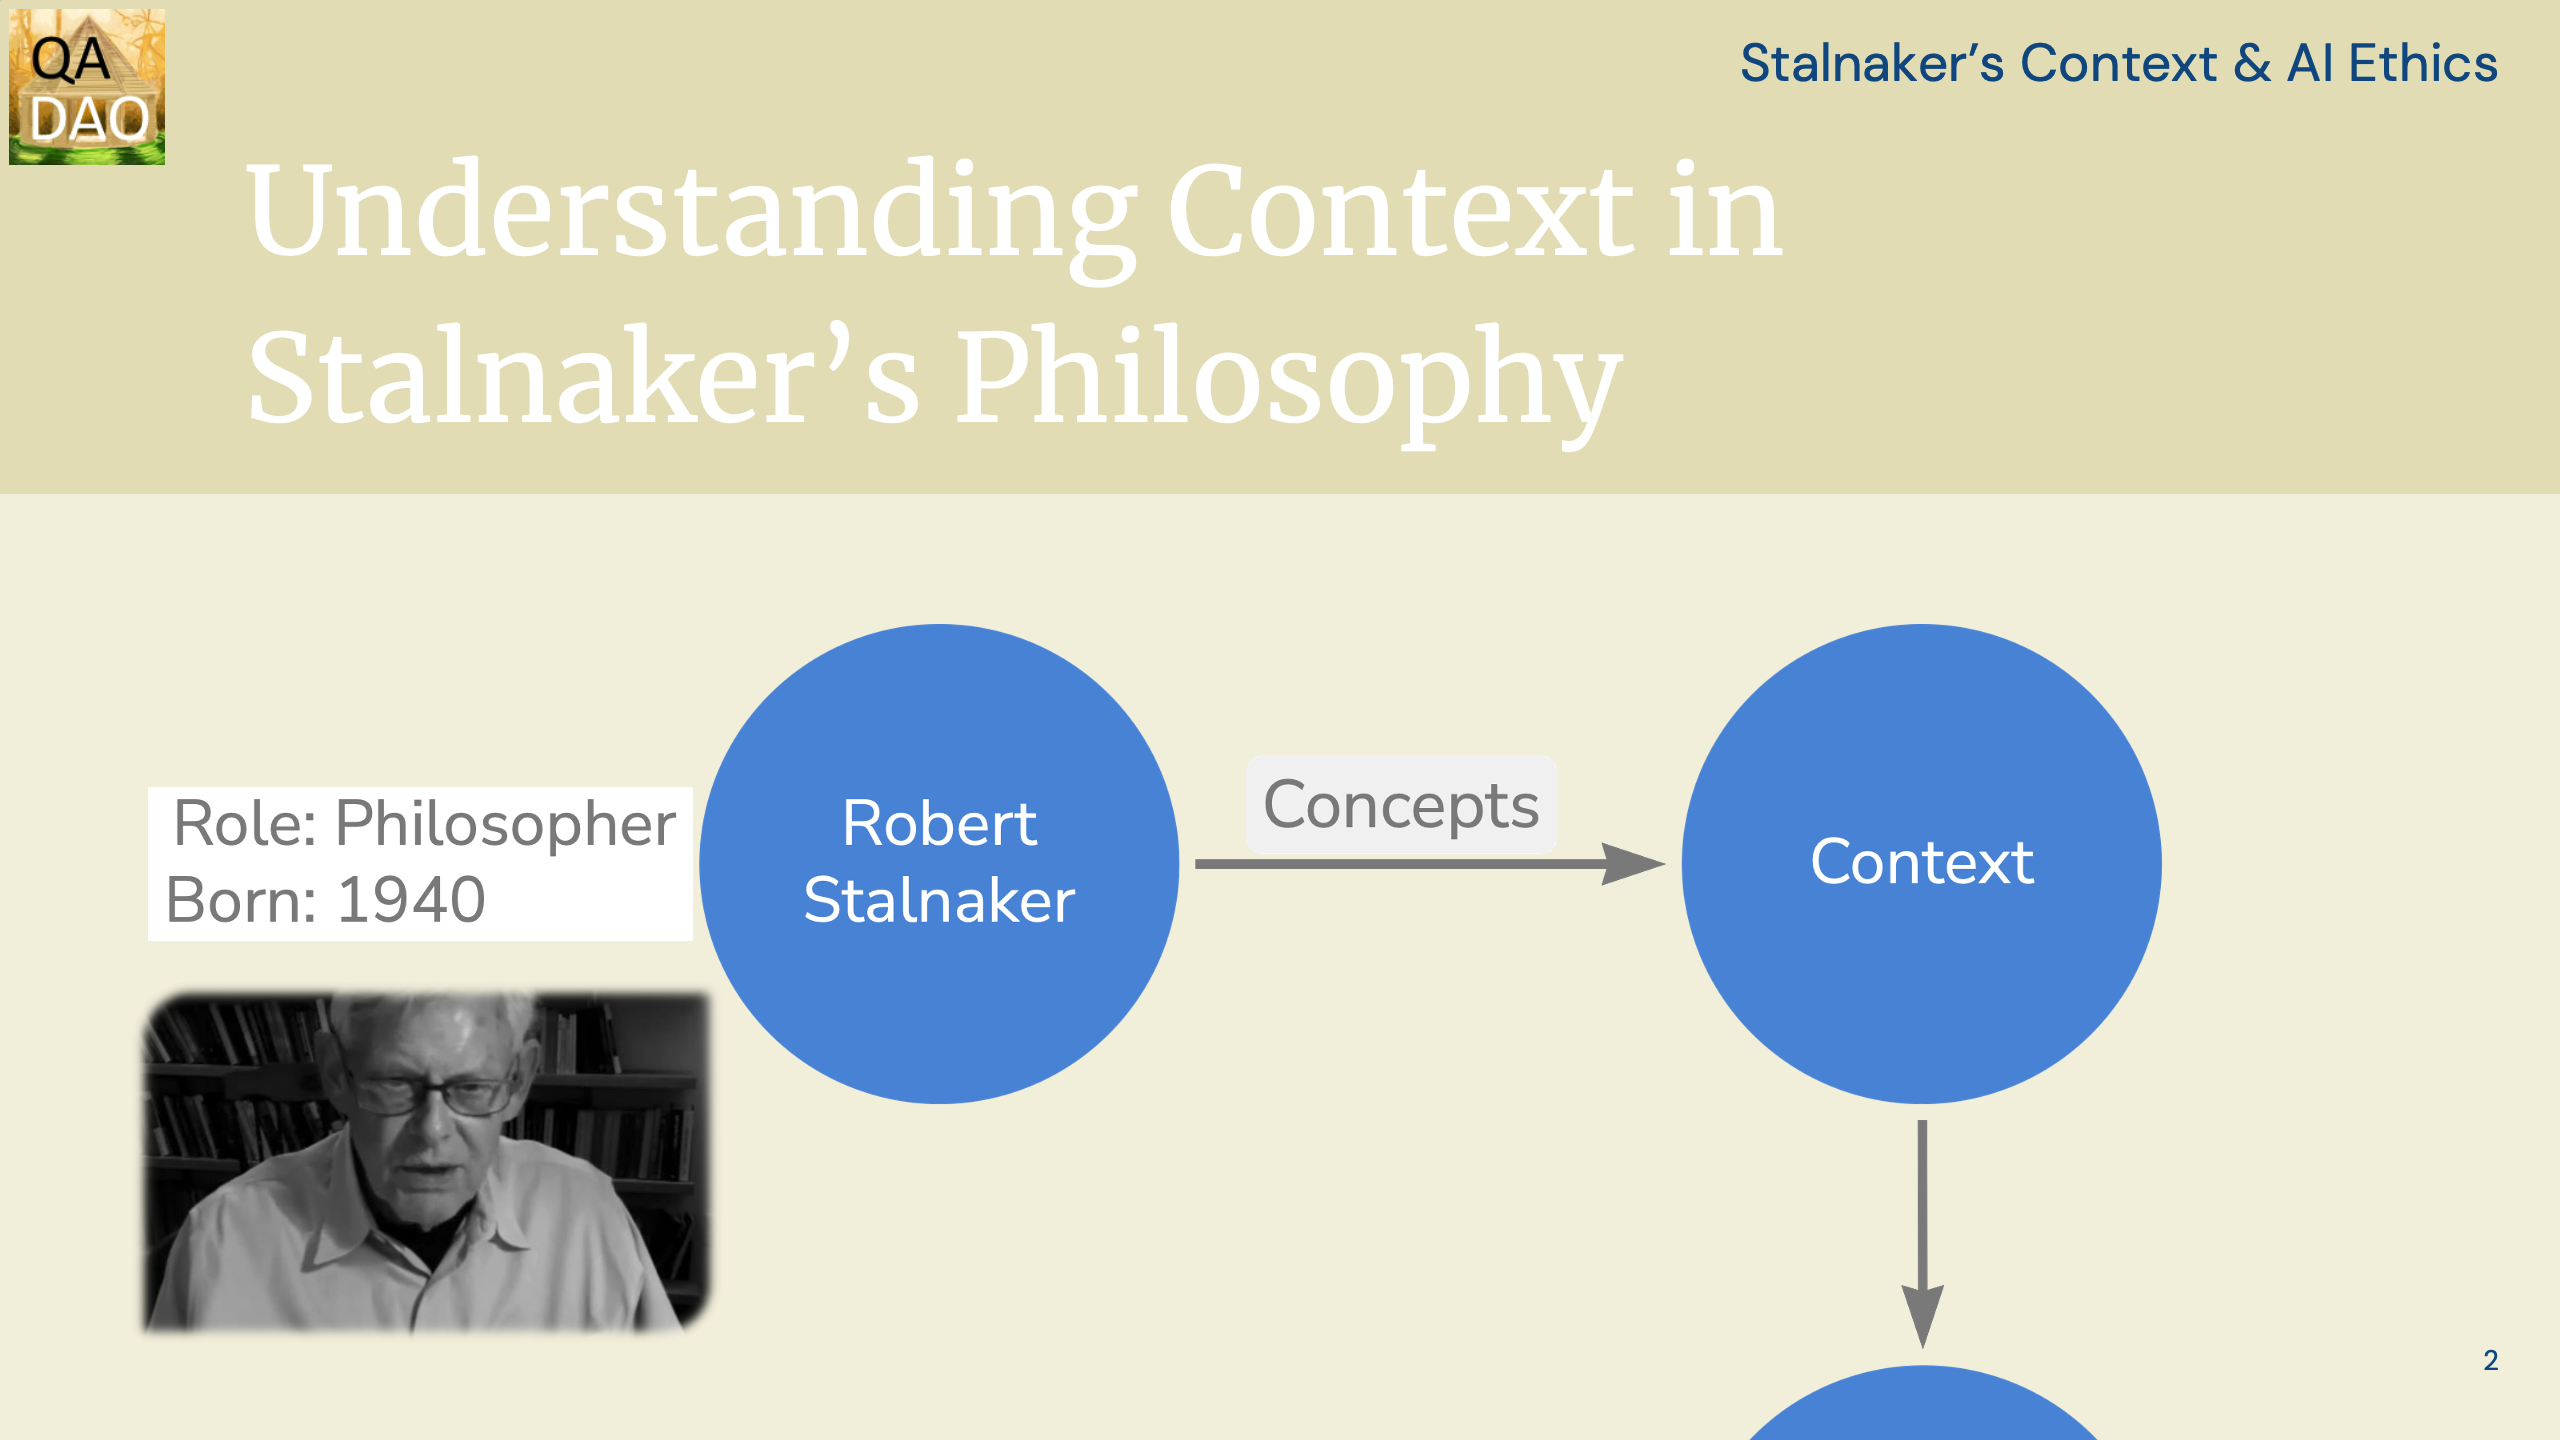 QA
DAO
Stalnaker’s Context & AI Ethics
Understanding Context in
Stalnaker’s Philosophy
Role: Philosopher
Born: 1940
Robert
Stalnaker
Concepts
Context
2